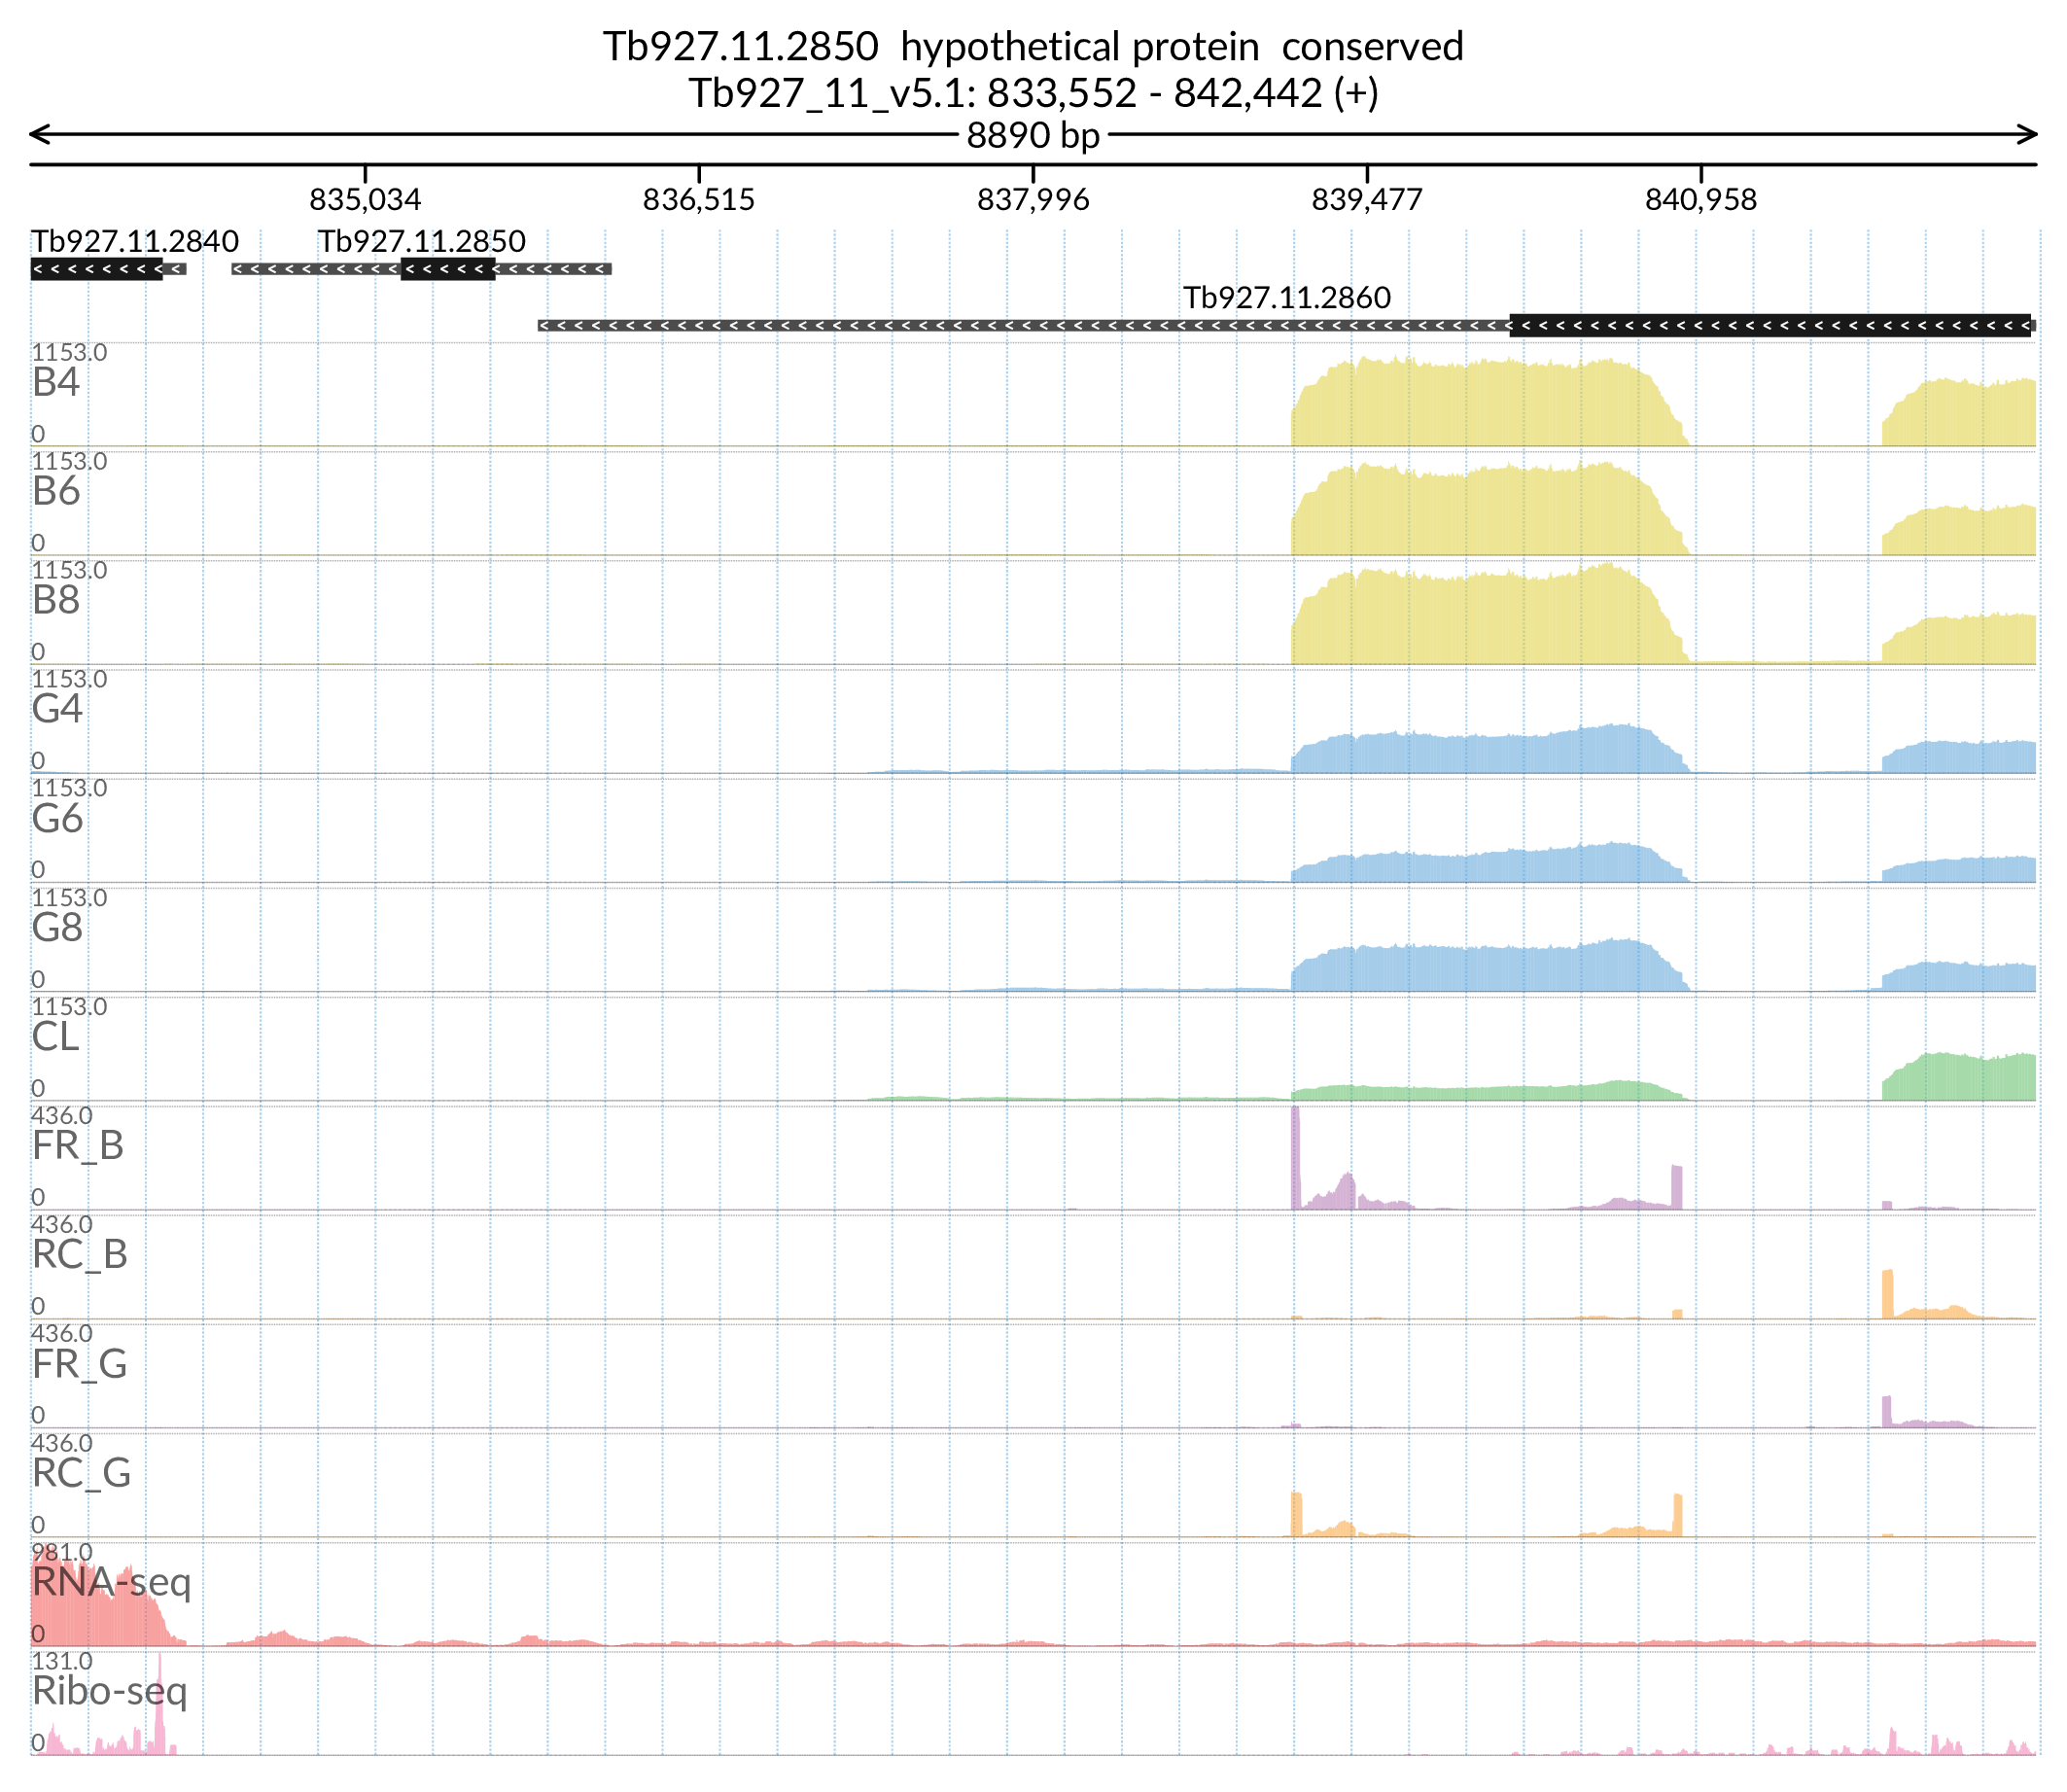 Tb927.11.2850 hypothetical protein conserved
Tb927_11_v5.1: 833,552 - 842,442 (+)
8890 bp
835,034 836,515 837,996 839,477 840,958
Tb927.11.2840 Tb927.11.2850
Tb927.11.2860
1153.0
B4
0
1153.0
B6
0
1153.0
B8
0
1153.0
G4
0
1153.0
G6
0
1153.0
G8
0
1153.0
CL
0
436.0
FR_B
0
436.0
RC_B
0
436.0
FR_G
0
436.0
RC_G
0
981.0
RNA-seq
0
131.0
Ribo-seq
0